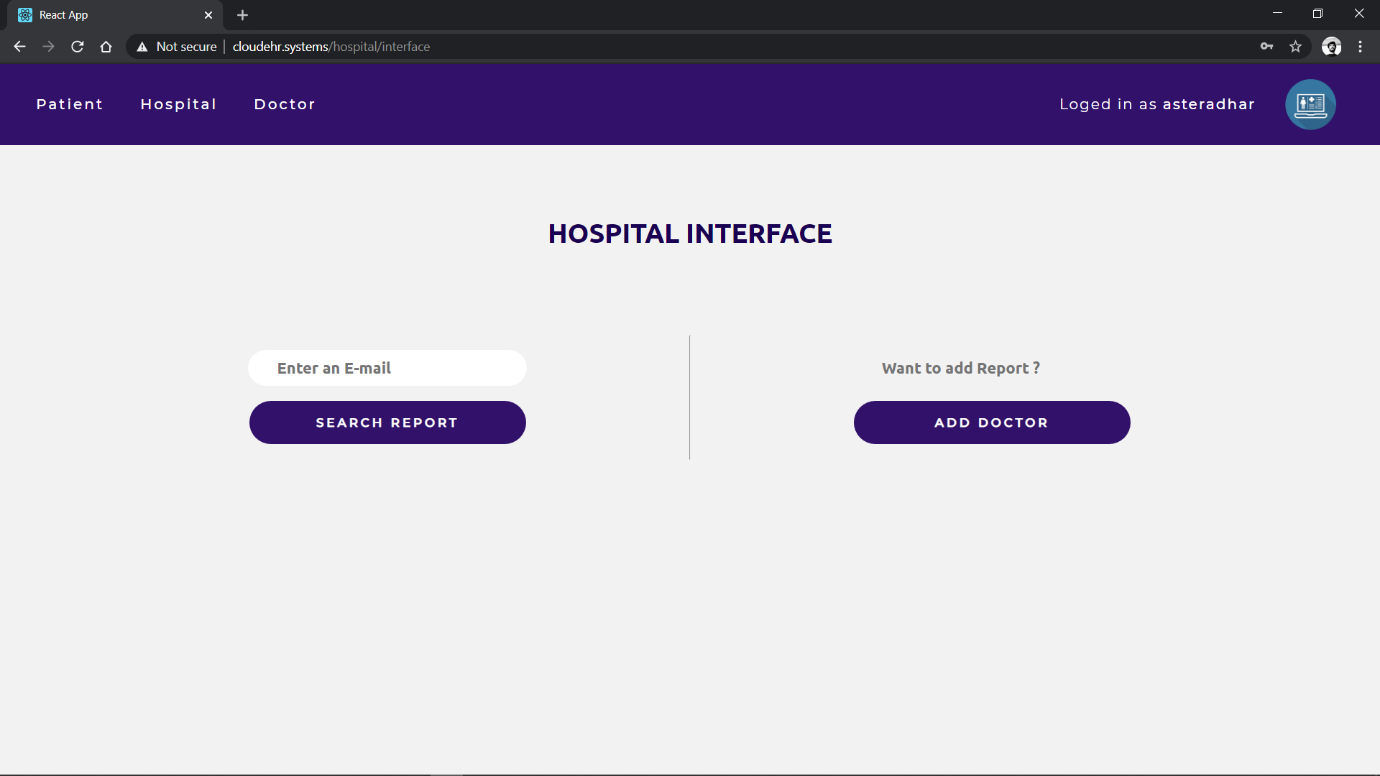 React App
Not secure | cloudehr.systems/hospital/interface
Patient Hospital Doctor Loged in as asteradhar
HOSPITAL INTERFACE
Enter an E-mail
SEARCH REPORT
Want to add Report ?
ADD DOCTOR